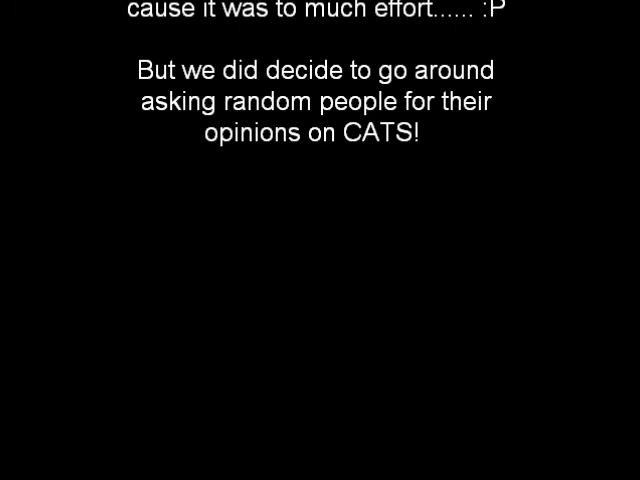 cause it was to much effort...... :P
But we did decide to go around
asking random people for their
opinions on CATS!